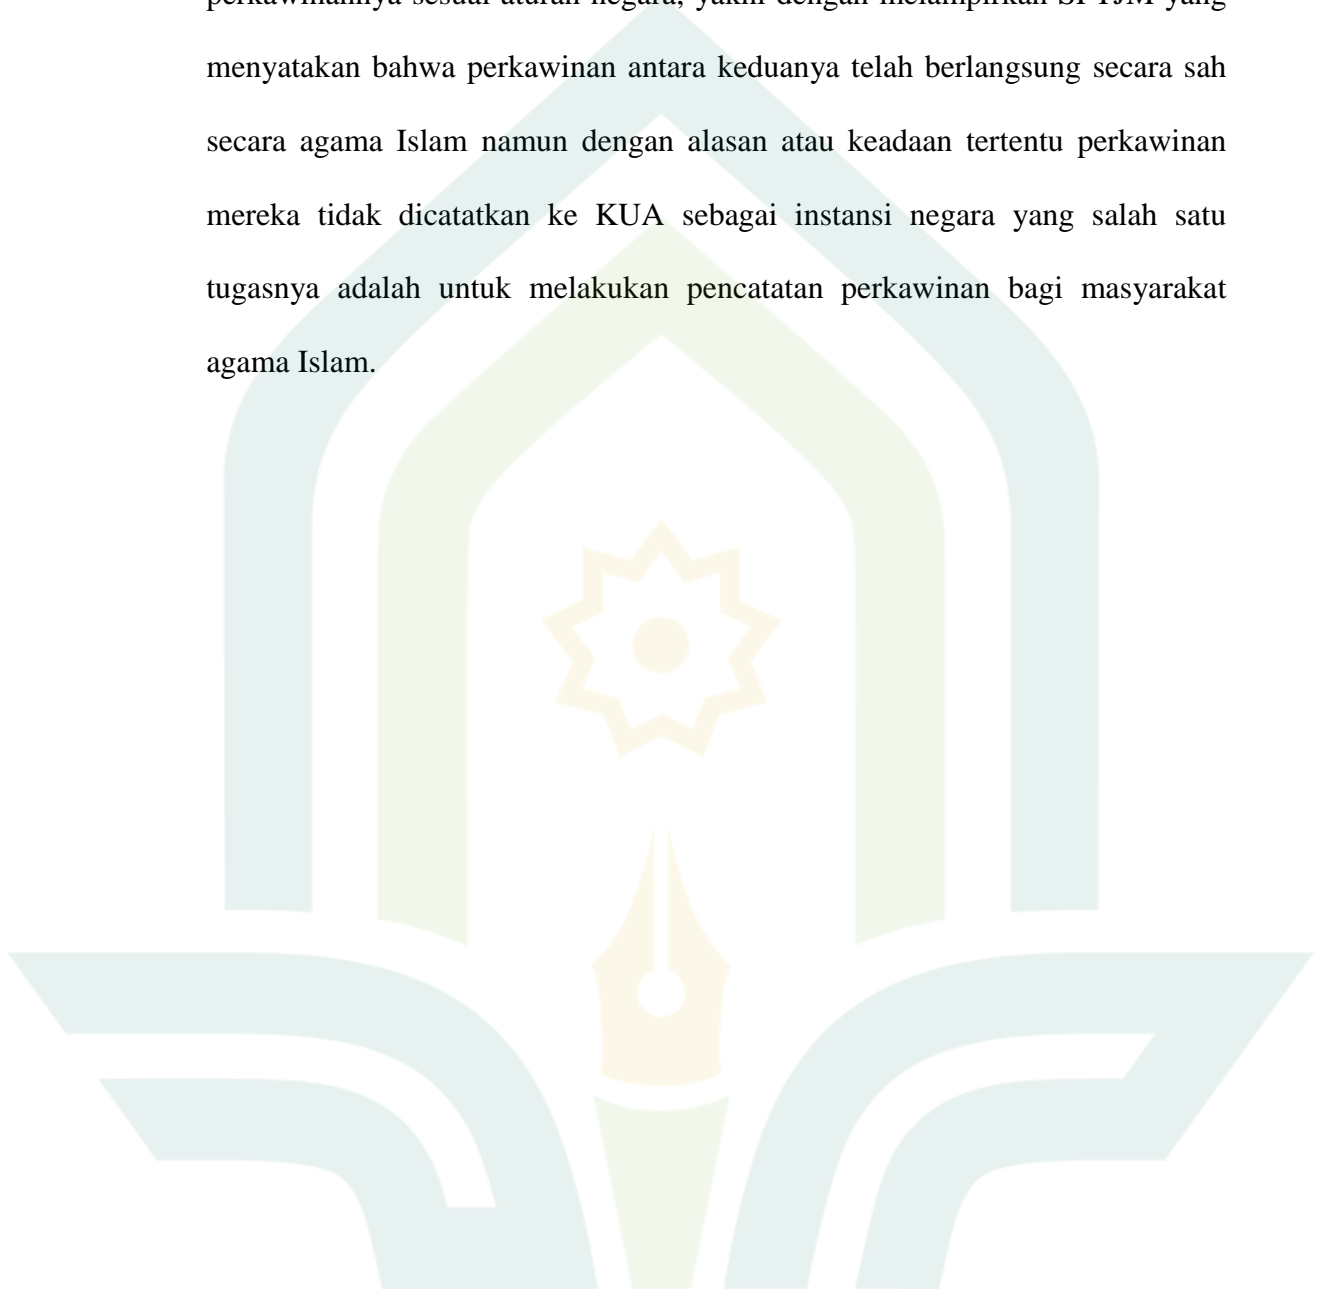 perkawinannya sesuai aturan negara, yakni dengan melampirkan SPTJM yang
menyatakan bahwa perkawinan antara keduanya telah berlangsung secara sah
secara agama Islam namun dengan alasan atau keadaan tertentu perkawinan
mereka tidak dicatatkan ke KUA sebagai instansi negara yang salah satu
tugasnya adalah untuk melakukan pencatatan perkawinan bagi masyarakat
agama Islam.